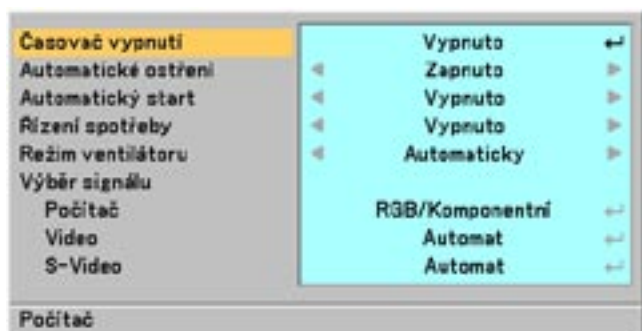 Časovač vypnutí Vypnuto
Automatické ostření Zapnuto
Automatický start Vypnuto
Řízení spotřeby Vypnuto
Režim ventilátoru Automaticky
Výběr signálu
Počítač RGB/Komponentní
Video Automat
S-Video Automat
Počítač